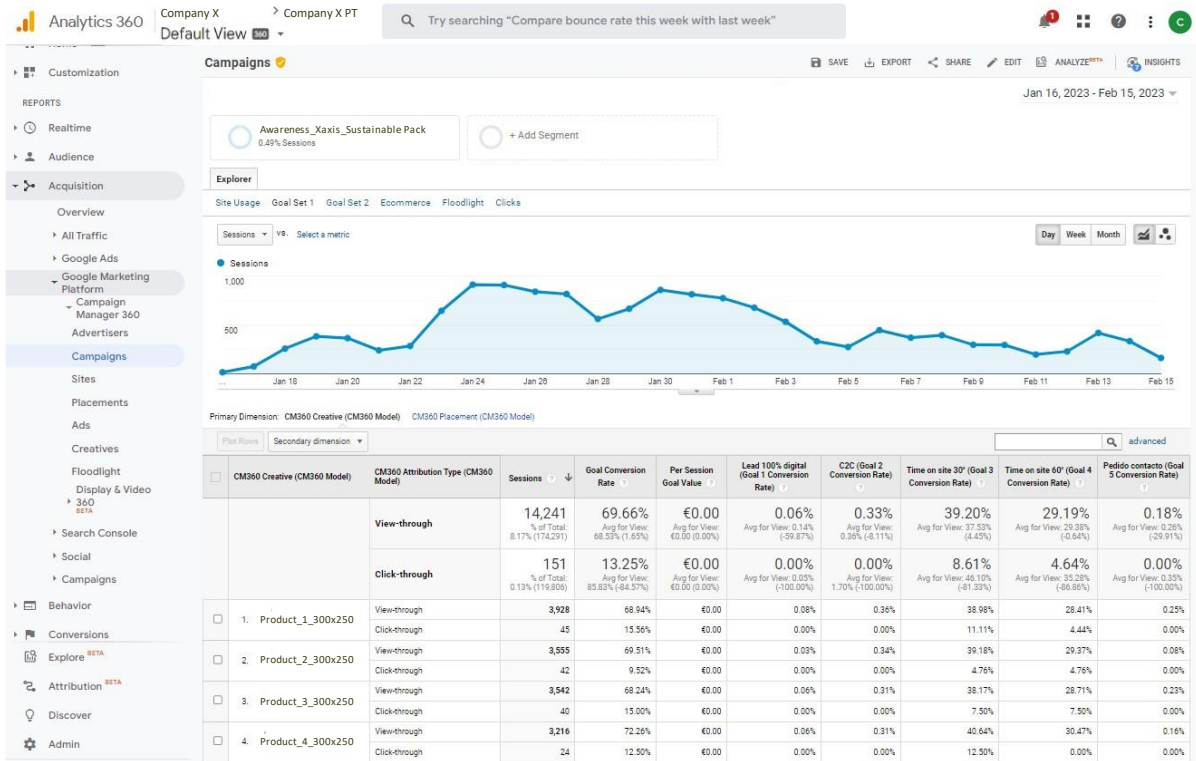 Analytics 360
Company X > Company X PT
Default View 360
Try searching "Compare bounce rate this week with last week"
1
C
Home
Customization
REPORTS
Realtime
Audience
Acquisition
Overview
All Traffic
Google Ads
Google Marketing
Platform
Campaign
Manager 360
Advertisers
Campaigns
Sites
Placements
Ads
Creatives
Floodlight
Display & Video
360
BETA
Search Console
Social
Campaigns
Behavior
Conversions
Explore BETA
Attribution BETA
Discover
Admin
Campaigns
SAVE EXPORT SHARE EDIT ANALYZE BETA INSIGHTS
Jan 16, 2023 - Feb 15, 2023
Awareness_Xaxis_Sustainable Pack
0.49% Sessions
+ Add Segment
Explorer
Site Usage Goal Set 1 Goal Set 2 Ecommerce Floodlight Clicks
Sessions VS. Select a metric
Day Week Month
Sessions
1,000
500
... Jan 18 Jan 20 Jan 22 Jan 24 Jan 26 Jan 28 Jan 30 Feb 1 Feb 3 Feb 5 Feb 7 Feb 9 Feb 11 Feb 13 Feb 15
Primary Dimension: CM360 Creative (CM360 Model) CM360 Placement (CM360 Model)
Plot Rows Secondary dimension advanced
CM360 Creative (CM360 Model)
CM360 Attribution Type (CM360
Model)
Sessions
Goal Conversion
Rate
Per Session
Goal Value
Lead 100% digital
(Goal 1 Conversion
Rate)
C2C (Goal 2
Conversion Rate)
Time on site 30' (Goal 3
Conversion Rate)
Time on site 60' (Goal 4
Conversion Rate)
Pedido contacto (Goal
5 Conversion Rate)
View-through
14,241
% of Total:
8.17% (174,291)
69.66%
Avg for View:
68.53% (1.65%)
€0.00
Avg for View:
€0.00 (0.00%)
0.06%
Avg for View: 0.14%
(-59.87%)
0.33%
Avg for View:
0.36% (-8.11%)
39.20%
Avg for View: 37.53%
(4.45%)
29.19%
Avg for View: 29.38%
(-0.64%)
0.18%
Avg for View: 0.26%
(-29.91%)
Click-through
151
% of Total:
0.13% (119,806)
13.25%
Avg for View:
85.83% (-84.57%)
€0.00
Avg for View:
€0.00 (0.00%)
0.00%
Avg for View: 0.05%
(-100.00%)
0.00%
Avg for View:
1.70% (-100.00%)
8.61%
Avg for View: 46.10%
(-81.33%)
4.64%
Avg for View: 35.28%
(-86.86%)
0.00%
Avg for View: 0.35%
(-100.00%)
1. Product_1_300x250
View-through 3,928 68.94% €0.00 0.08% 0.36% 38.98% 28.41% 0.25%
Click-through 45 15.56% €0.00 0.00% 0.00% 11.11% 4.44% 0.00%
2. Product_2_300x250
View-through 3,555 69.51% €0.00 0.03% 0.34% 39.18% 29.37% 0.08%
Click-through 42 9.52% €0.00 0.00% 0.00% 4.76% 4.76% 0.00%
3. Product_3_300x250
View-through 3,542 68.24% €0.00 0.06% 0.31% 38.17% 28.71% 0.23%
Click-through 40 15.00% €0.00 0.00% 0.00% 7.50% 7.50% 0.00%
4. Product_4_300x250
View-through 3,216 72.26% €0.00 0.06% 0.31% 40.64% 30.47% 0.16%
Click-through 24 12.50% €0.00 0.00% 0.00% 12.50% 0.00% 0.00%